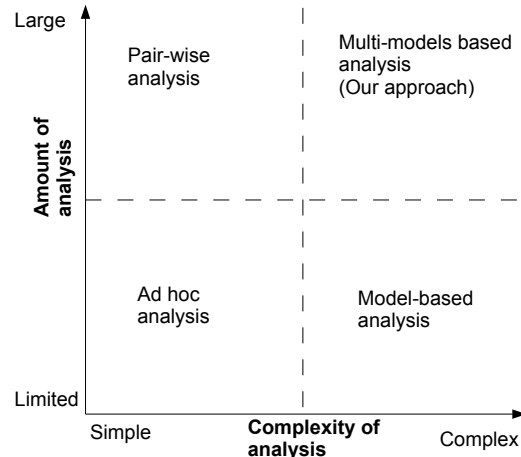 Large
Pair-wise
analysis
Multi-models based
analysis
(Our approach)
Amount of
analysis
Ad hoc
analysis
Model-based
analysis
Limited
Simple
Complexity of
analysis
Complex